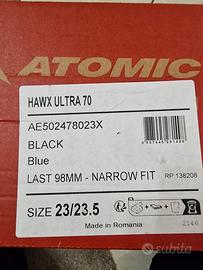 ATOMIC
HAWX ULTRA 70
AE502478023X
BLACK
Blue
LAST 98MM - NARROW FIT
RP 138208
SIZE 23/23.5
Made in Romania
2146
subito